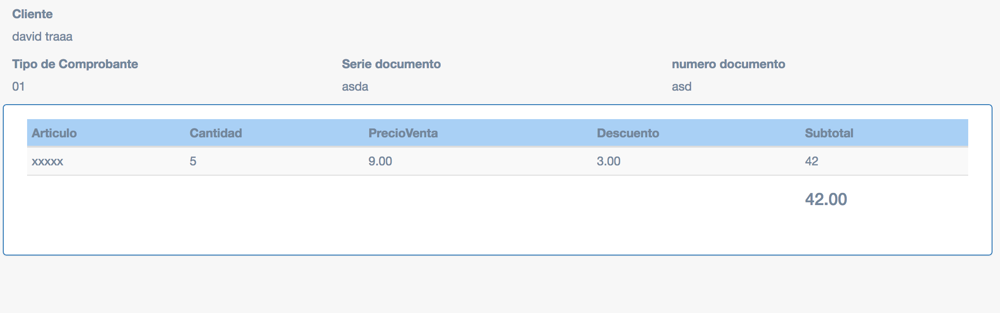 Cliente
david traaa
Tipo de Comprobante Serie documento numero documento
01 asda asd
Articulo Cantidad PrecioVenta Descuento Subtotal
xxxxx 5 9.00 3.00 42
42.00